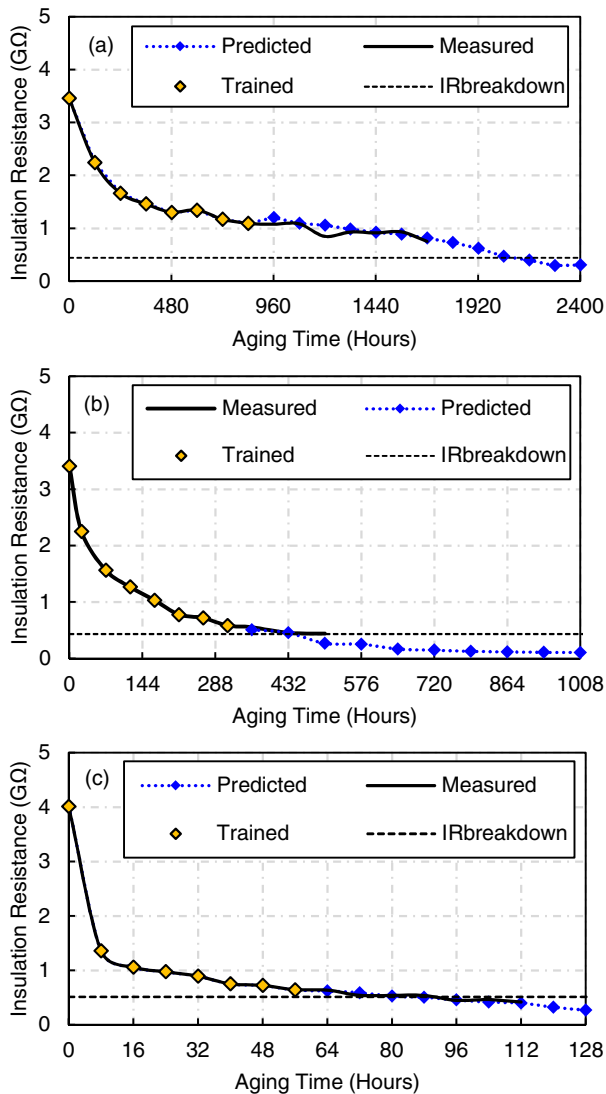 (a)
Predicted Measured
Trained IRbreakdown
Insulation Resistance (GΩ)
5
4
3
2
1
0
0 480 960 1440 1920 2400
Aging Time (Hours)
(b)
Measured Predicted
Trained IRbreakdown
Insulation Resistance (GΩ)
5
4
3
2
1
0
0 144 288 432 576 720 864 1008
Aging Time (Hours)
(c)
Predicted Measured
Trained IRbreakdown
Insulation Resistance (GΩ)
5
4
3
2
1
0
0 16 32 48 64 80 96 112 128
Aging Time (Hours)